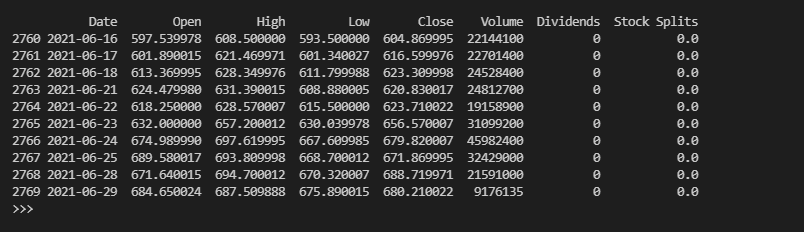 Date Open High Low Close Volume Dividends Stock Splits
2760 2021-06-16 597.539978 608.500000 593.500000 604.869995 22144100 0 0.0
2761 2021-06-17 601.890015 621.469971 601.340027 616.599976 22701400 0 0.0
2762 2021-06-18 613.369995 628.349976 611.799988 623.309998 24528400 0 0.0
2763 2021-06-21 624.479980 631.390015 608.880005 620.830017 24812700 0 0.0
2764 2021-06-22 618.250000 628.570007 615.500000 623.710022 19158900 0 0.0
2765 2021-06-23 632.000000 657.200012 630.039978 656.570007 31099200 0 0.0
2766 2021-06-24 674.989990 697.619995 667.609985 679.820007 45982400 0 0.0
2767 2021-06-25 689.580017 693.809998 668.700012 671.869995 32429000 0 0.0
2768 2021-06-28 671.640015 694.700012 670.320007 688.719971 21591000 0 0.0
2769 2021-06-29 684.650024 687.509888 675.890015 680.210022 9176135 0 0.0
>>>